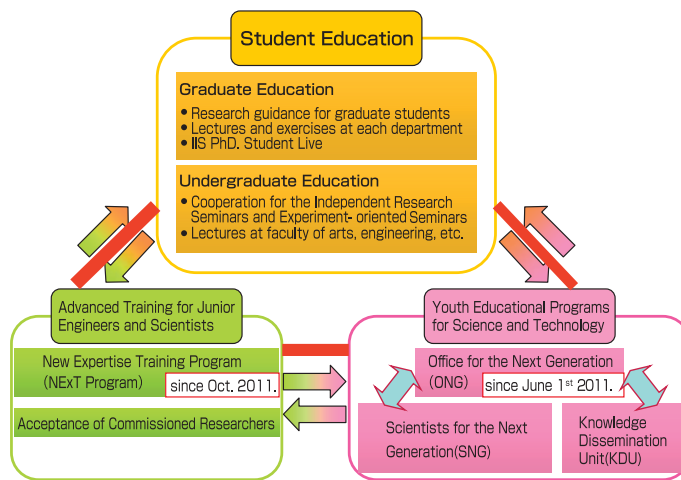 Student Education
Graduate Education
• Research guidance for graduate students
• Lectures and exercises at each department
• IIS PhD. Student Live
Undergraduate Education
• Cooperation for the Independent Research
Seminars and Experiment- oriented Seminars
• Lectures at faculty of arts, engineering, etc.
Advanced Training for Junior
Engineers and Scientists
New Expertise Training Program
(NExT Program)
since Oct. 2011.
Acceptance of Commissioned Researchers
Youth Educational Programs
for Science and Technology
Office for the Next Generation
(ONG)
since June 1st 2011.
Scientists for the Next
Generation(SNG)
Knowledge
Dissemination
Unit(KDU)